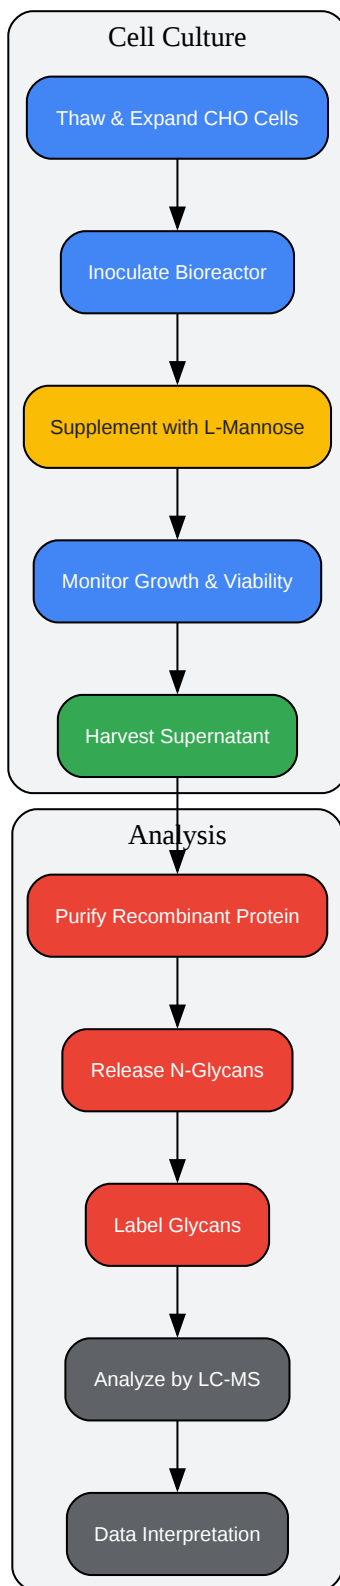 Cell Culture
Thaw & Expand CHO Cells
Inoculate Bioreactor
Supplement with L-Mannose
Monitor Growth & Viability
Harvest Supernatant
Analysis
Purify Recombinant Protein
Release N-Glycans
Label Glycans
Analyze by LC-MS
Data Interpretation